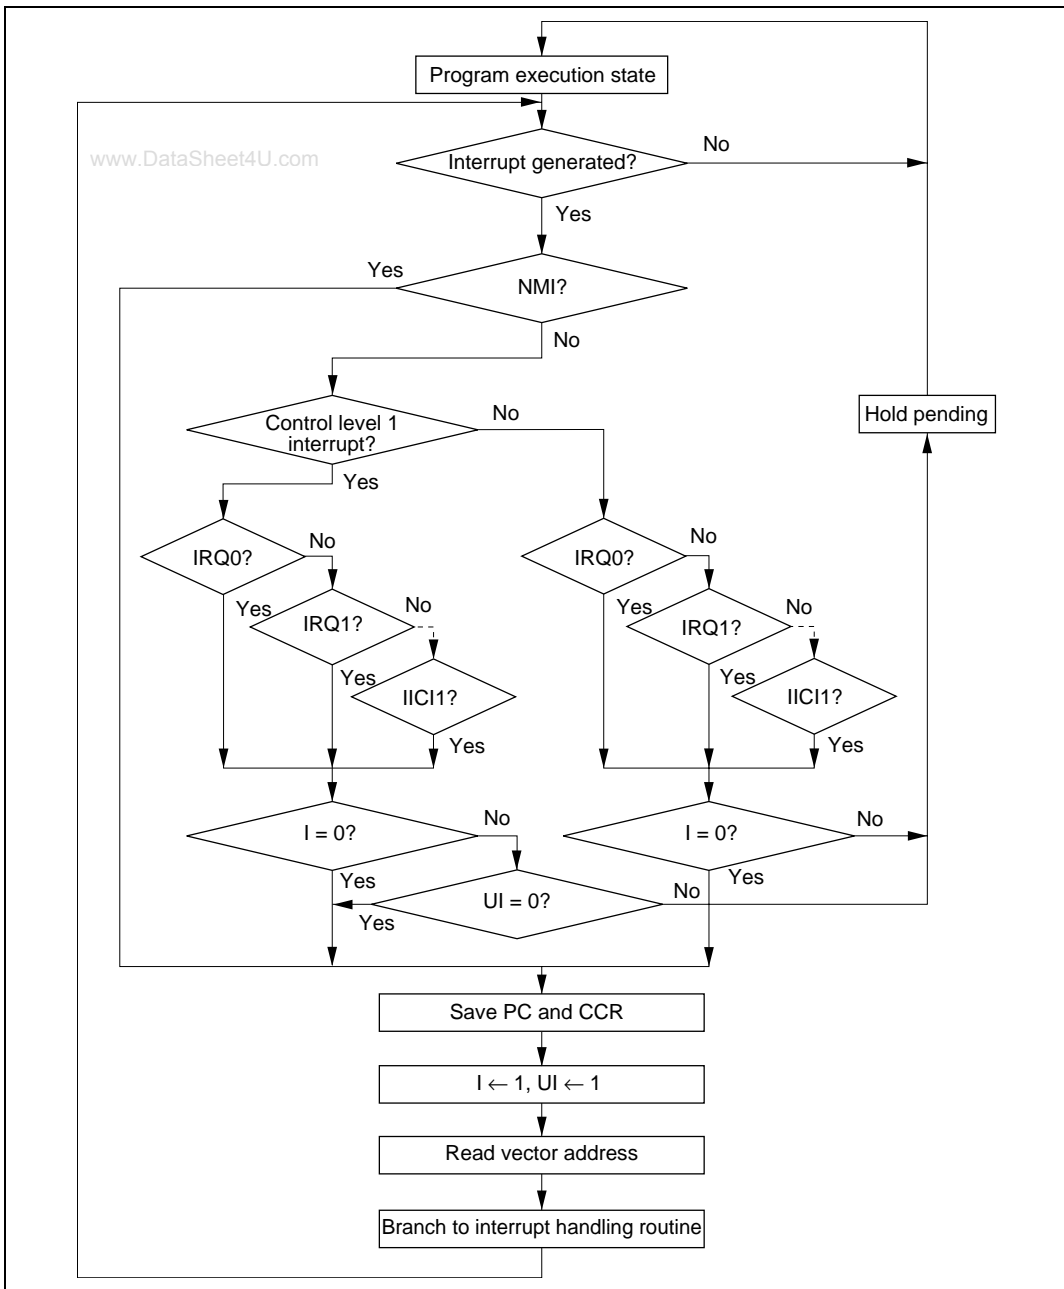 Program execution state
www.DataSheet4U.com
Interrupt generated?
No
Yes
Yes
NMI?
No
Control level 1
interrupt?
No
Yes
Hold pending
IRQ0?
No
Yes
IRQ1?
No
Yes
IICI1?
Yes
IRQ0?
No
Yes
IRQ1?
No
Yes
IICI1?
Yes
I = 0?
No
Yes
I = 0?
No
Yes
UI = 0?
Yes
No
Save PC and CCR
I ← 1, UI ← 1
Read vector address
Branch to interrupt handling routine